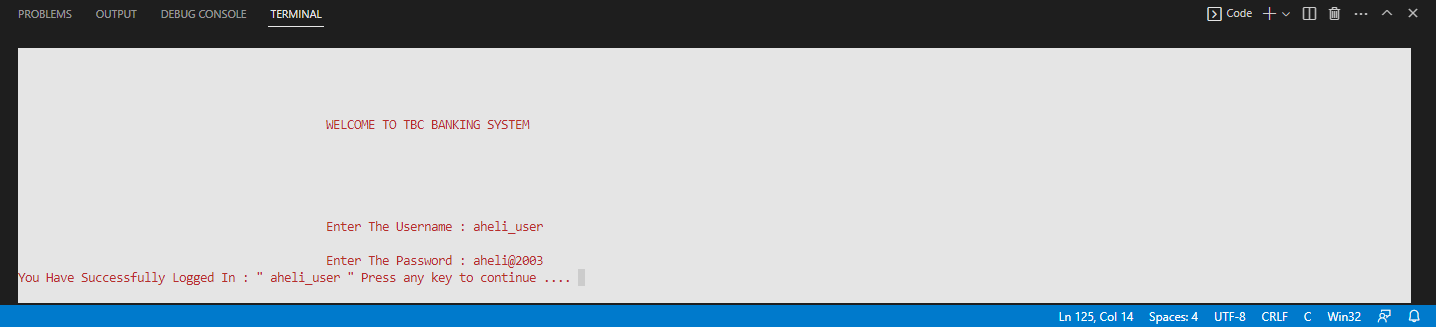 PROBLEMS OUTPUT DEBUG CONSOLE TERMINAL Code
WELCOME TO TBC BANKING SYSTEM
Enter The Username : aheli_user
Enter The Password : aheli@2003
You Have Successfully Logged In : " aheli_user " Press any key to continue ....
Ln 125, Col 14 Spaces: 4 UTF-8 CRLF C Win32